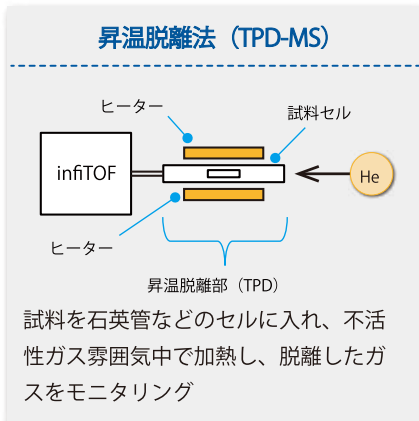 昇温脱離法（TPD-MS）
ヒーター
試料セル
infiTOF
He
ヒーター
昇温脱離部（TPD）
試料を石英管などのセルに入れ、不活
性ガス雰囲気中で加熱し、脱離したガ
スをモニタリング